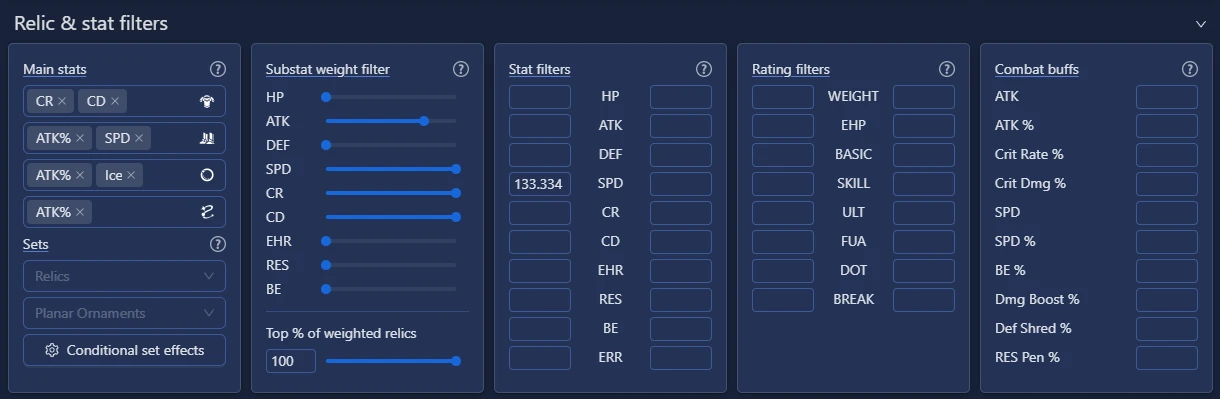 Relic & stat filters
Main stats ?
CR × CD ×
ATK% × SPD ×
ATK% × Ice ×
ATK% ×
Sets ?
Relics
Planar Ornaments
Conditional set effects
Substat weight filter ?
HP
ATK
DEF
SPD
CR
CD
EHR
RES
BE
Top % of weighted relics
100
Stat filters ?
HP
ATK
DEF
133.334 SPD
CR
CD
EHR
RES
BE
ERR
Rating filters ?
WEIGHT
EHP
BASIC
SKILL
ULT
FUA
DOT
BREAK
Combat buffs ?
ATK
ATK %
Crit Rate %
Crit Dmg %
SPD
SPD %
BE %
Dmg Boost %
Def Shred %
RES Pen %